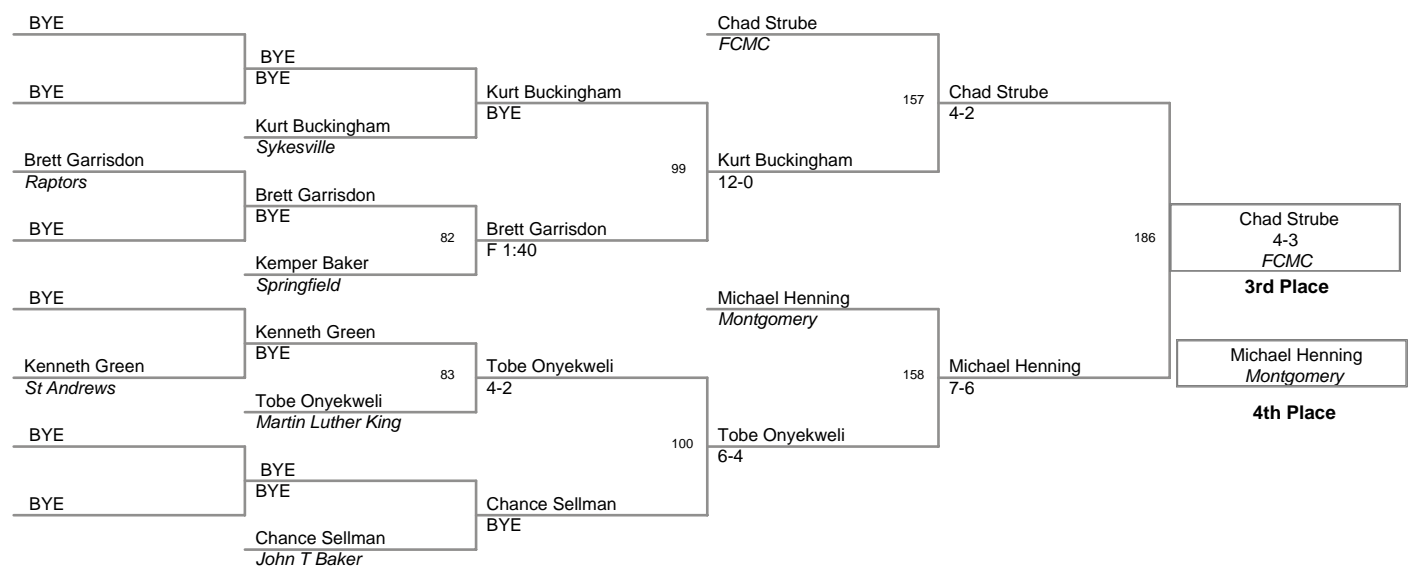 BYE
BYE
Brett Garrisdon
Raptors
BYE
BYE
Kenneth Green
St Andrews
BYE
BYE
BYE
BYE
Kurt Buckingham
Sykesville
Brett Garrisdon
BYE
82
Kemper Baker
Springfield
Kenneth Green
BYE
83
Tobe Onyekweli
Martin Luther King
BYE
BYE
Chance Sellman
John T Baker
Kurt Buckingham
BYE
99
Brett Garrisdon
F 1:40
Tobe Onyekweli
4-2
100
Chance Sellman
BYE
Chad Strube
FCMC
157
Kurt Buckingham
12-0
Michael Henning
Montgomery
158
Tobe Onyekweli
6-4
Chad Strube
4-2
186
Michael Henning
7-6
Chad Strube
4-3
FCMC
3rd Place
Michael Henning
Montgomery
4th Place